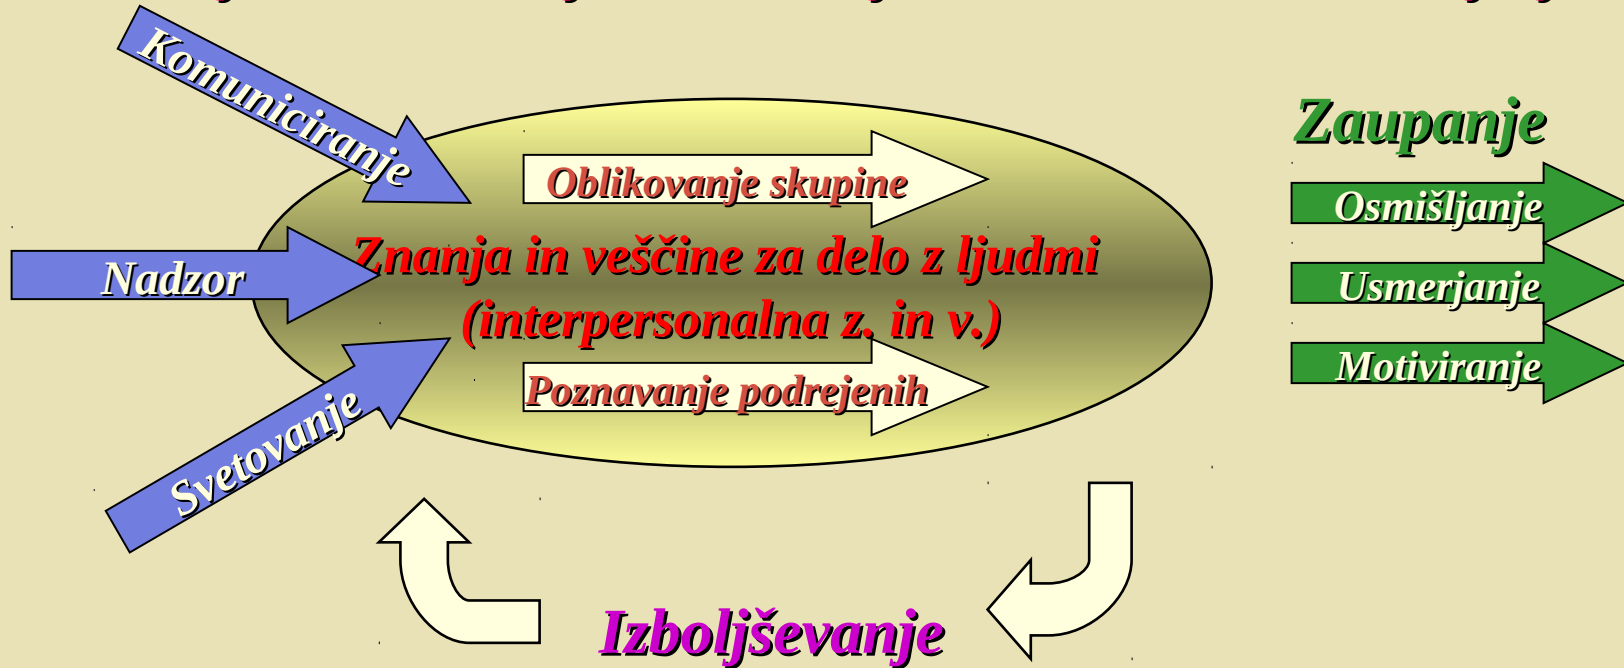 Komuniciranje
Zaupanje
Oblikovanje skupine
Osmišljanje
Znanja in veščine za delo z ljudmi
Nadzor
Usmerjanje
(interpersonalna z. in v.)
Motiviranje
Poznavanje podrejenih
Svetovanje
Izboljševanje